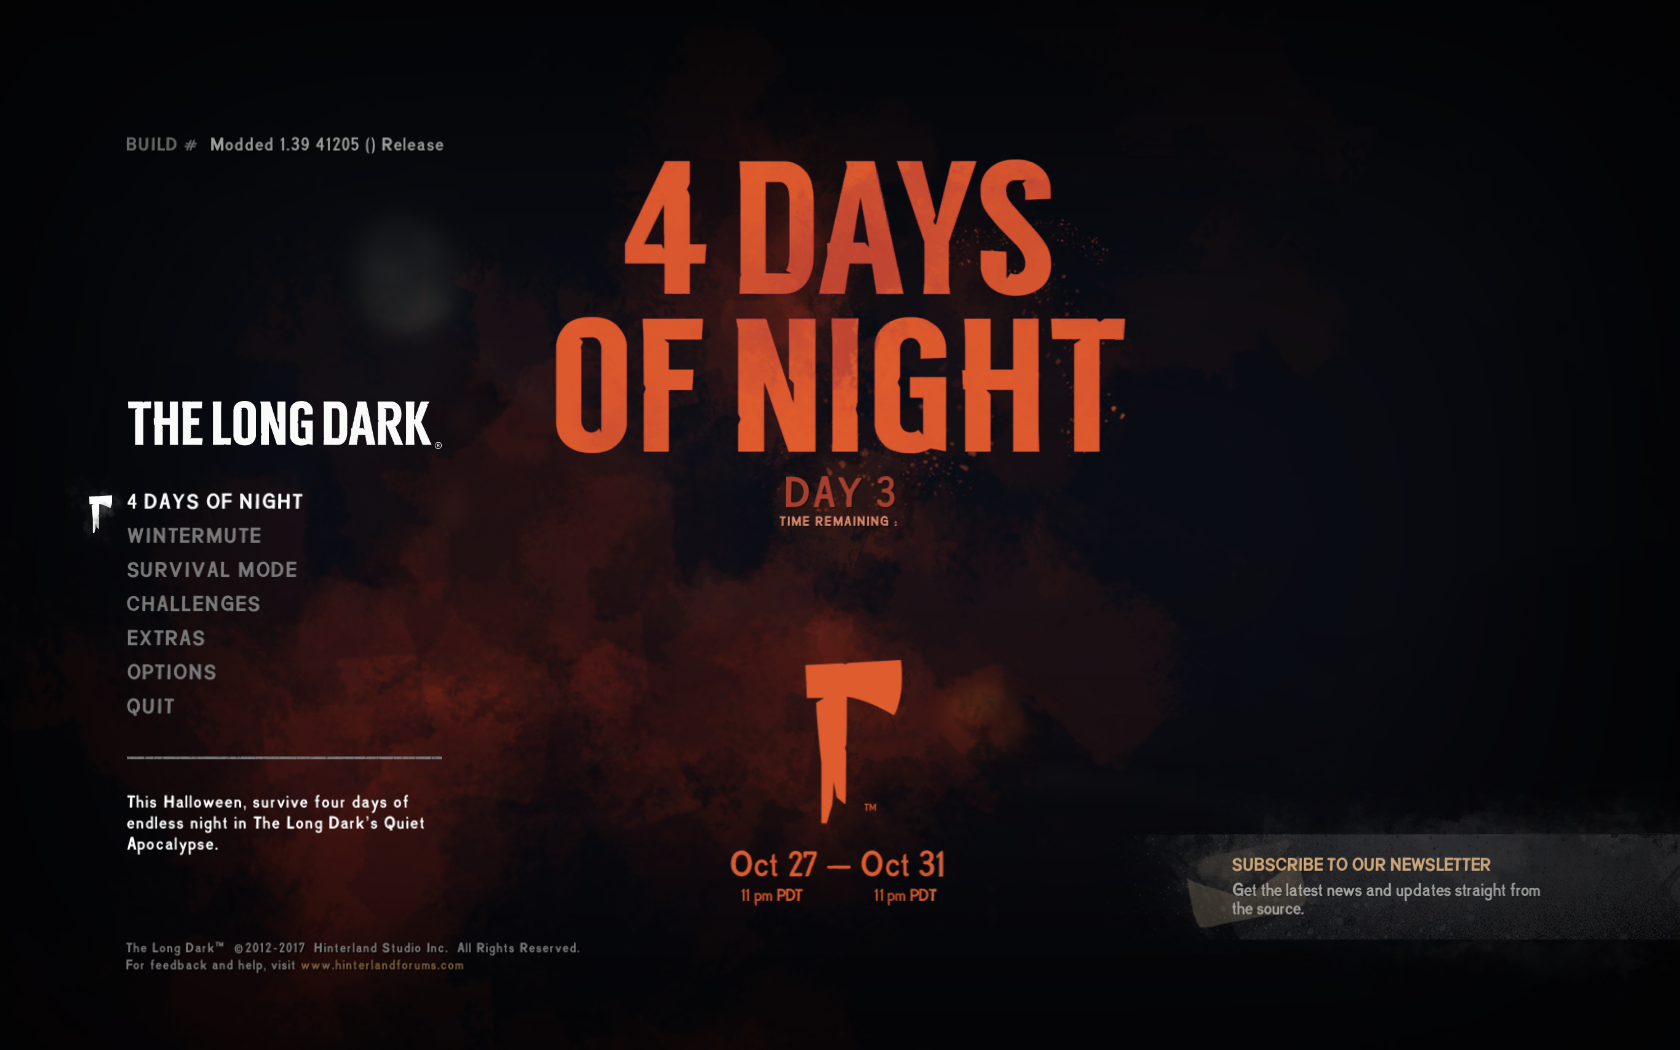 BUILD # Modded 1.39 41205 () Release
4 DAYS
OF NIGHT
DAY 3
TIME REMAINING :
THE LONG DARK®
4 DAYS OF NIGHT
WINTERMUTE
SURVIVAL MODE
CHALLENGES
EXTRAS
OPTIONS
QUIT
This Halloween, survive four days of
endless night in The Long Dark's Quiet
Apocalypse.
TM
Oct 27 — Oct 31
11 pm PDT 11 pm PDT
SUBSCRIBE TO OUR NEWSLETTER
Get the latest news and updates straight from
the source.
The Long Dark™ ©2012-2017 Hinterland Studio Inc. All Rights Reserved.
For feedback and help, visit www.hinterlandforums.com